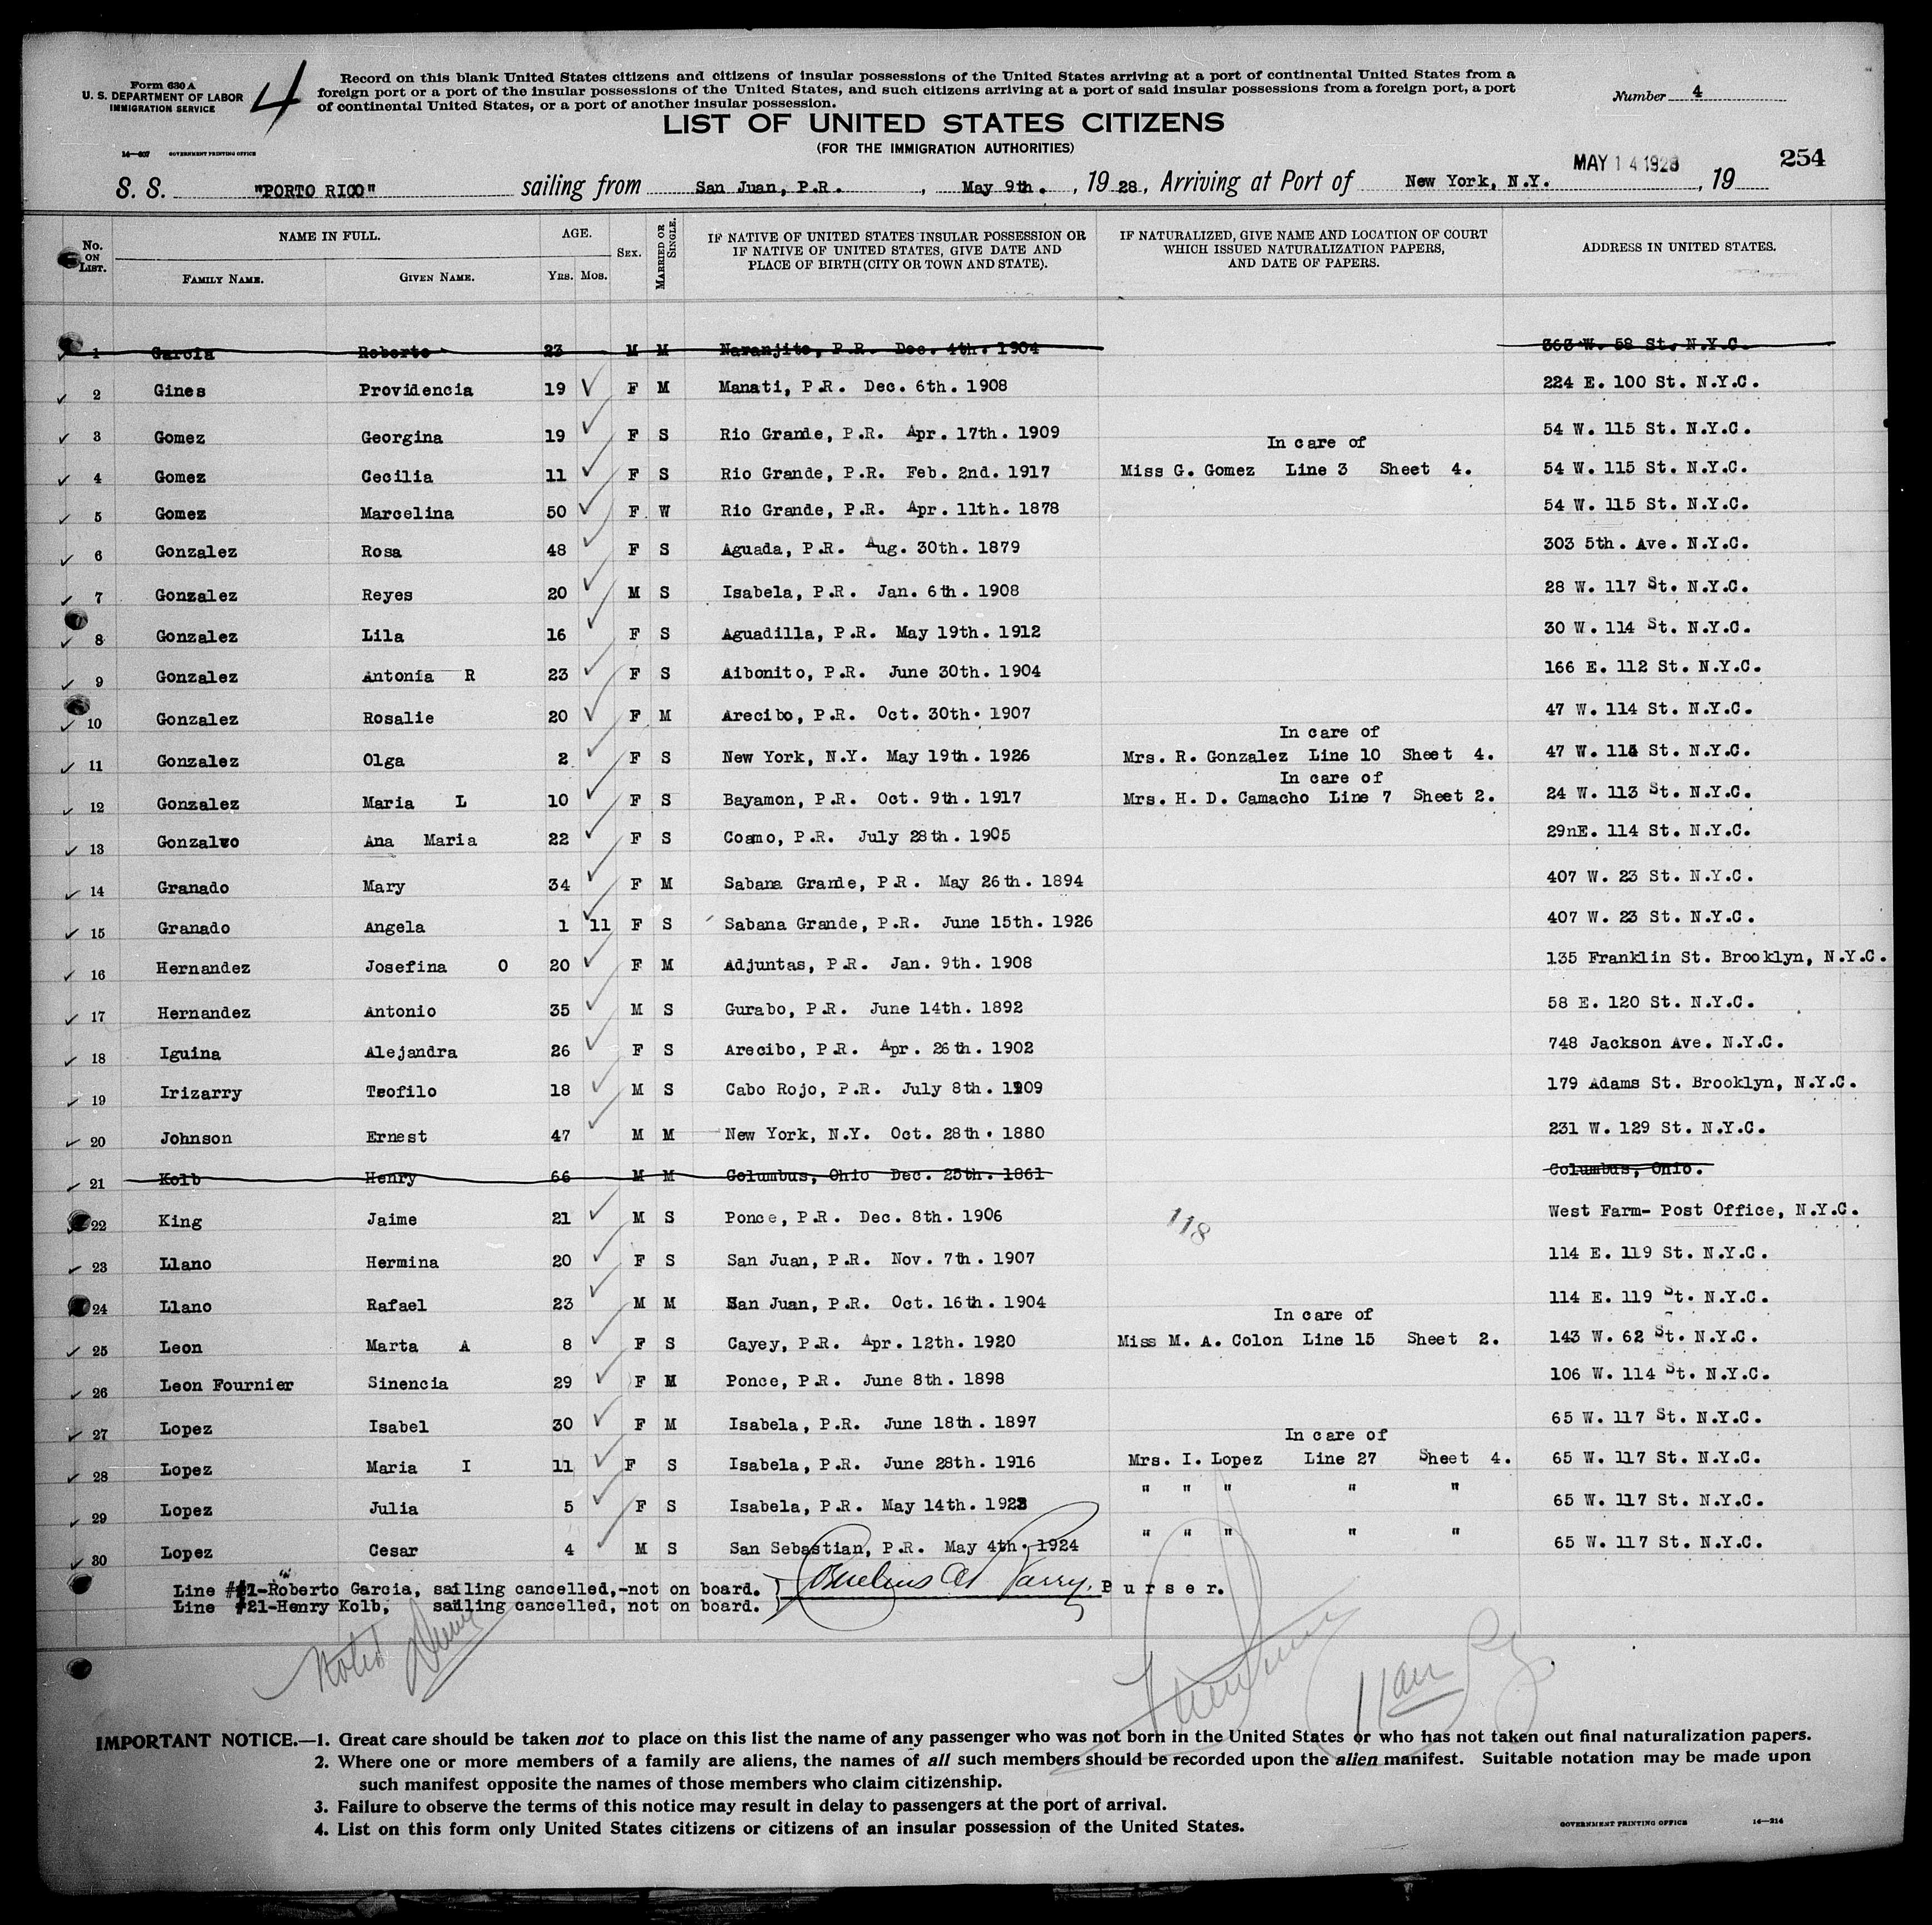 Form 630 A
U. S. DEPARTMENT OF LABOR
IMMIGRATION SERVICE
4
Record on this blank United States citizens and citizens of insular possessions of the United States arriving at a port of continental United States from a
foreign port or a port of the insular possessions of the United States, and such citizens arriving at a port of said insular possessions from a foreign port, a port
of continental United States, or a port of another insular possession.
Number 4
LIST OF UNITED STATES CITIZENS
(FOR THE IMMIGRATION AUTHORITIES)
14—607 GOVERNMENT PRINTING OFFICE
MAY 14 1928
254
S. S. "PORTO RICO" sailing from San Juan, P.R. , May 9th. , 19 28, Arriving at Port of New York, N.Y. , 19
No. ON LIST. NAME IN FULL. AGE. SEX. MARRIED OR SINGLE. IF NATIVE OF UNITED STATES INSULAR POSSESSION OR IF NATIVE OF UNITED STATES, GIVE DATE AND PLACE OF BIRTH (CITY OR TOWN AND STATE). IF NATURALIZED, GIVE NAME AND LOCATION OF COURT WHICH ISSUED NATURALIZATION PAPERS, AND DATE OF PAPERS. ADDRESS IN UNITED STATES.
FAMILY NAME. GIVEN NAME. YRS. MOS.
1 Garcia Roberto 23 M M Naranjito, P.R. Dec. 4th. 1904 363 W. 58 St. N.Y.C.
2 Gines Providencia 19 F M Manati, P.R. Dec. 6th. 1908 224 E. 100 St. N.Y.C.
3 Gomez Georgina 19 F S Rio Grande, P.R. Apr. 17th. 1909 54 W. 115 St. N.Y.C.
In care of
4 Gomez Cecilia 11 F S Rio Grande, P.R. Feb. 2nd. 1917 Miss G. Gomez Line 3 Sheet 4. 54 W. 115 St. N.Y.C.
5 Gomez Marcelina 50 F W Rio Grande, P.R. Apr. 11th. 1878 54 W. 115 St. N.Y.C.
6 Gonzalez Rosa 48 F S Aguada, P.R. Aug. 30th. 1879 303 5th. Ave. N.Y.C.
7 Gonzalez Reyes 20 M S Isabela, P.R. Jan. 6th. 1908 28 W. 117 St. N.Y.C.
8 Gonzalez Lila 16 F S Aguadilla, P.R. May 19th. 1912 30 W. 114 St. N.Y.C.
9 Gonzalez Antonia R 23 F S Aibonito, P.R. June 30th. 1904 166 E. 112 St. N.Y.C.
10 Gonzalez Rosalie 20 F M Arecibo, P.R. Oct. 30th. 1907 47 W. 114 St. N.Y.C.
In care of
11 Gonzalez Olga 2 F S New York, N.Y. May 19th. 1926 Mrs. R. Gonzalez Line 10 Sheet 4. 47 W. 114 St. N.Y.C.
In care of
12 Gonzalez Maria L 10 F S Bayamon, P.R. Oct. 9th. 1917 Mrs. H. D. Camacho Line 7 Sheet 2. 24 W. 113 St. N.Y.C.
13 Gonzalvo Ana Maria 22 F S Coamo, P.R. July 28th. 1905 29nE. 114 St. N.Y.C.
14 Granado Mary 34 F M Sabana Grande, P.R. May 26th. 1894 407 W. 23 St. N.Y.C.
15 Granado Angela 1 11 F S Sabana Grande, P.R. June 15th. 1926 407 W. 23 St. N.Y.C.
16 Hernandez Josefina O 20 F M Adjuntas, P.R. Jan. 9th. 1908 135 Franklin St. Brooklyn, N.Y.C.
17 Hernandez Antonio 35 M S Gurabo, P.R. June 14th. 1892 58 E. 120 St. N.Y.C.
18 Iguina Alejandra 26 F S Arecibo, P.R. Apr. 26th. 1902 748 Jackson Ave. N.Y.C.
19 Irizarry Teofilo 18 M S Cabo Rojo, P.R. July 8th. 1909 179 Adams St. Brooklyn, N.Y.C.
20 Johnson Ernest 47 M M New York, N.Y. Oct. 28th. 1880 231 W. 129 St. N.Y.C.
21 Kolb Henry 66 M M Columbus, Ohio Dec. 25th. 1861 Columbus, Ohio.
22 King Jaime 21 M S Ponce, P.R. Dec. 8th. 1906 118 West Farm- Post Office, N.Y.C.
23 Llano Hermina 20 F S San Juan, P.R. Nov. 7th. 1907 114 E. 119 St. N.Y.C.
24 Llano Rafael 23 M M San Juan, P.R. Oct. 16th. 1904 114 E. 119 St. N.Y.C.
In care of
25 Leon Marta A 8 F S Cayey, P.R. Apr. 12th. 1920 Miss M. A. Colon Line 15 Sheet 2. 143 W. 62 St. N.Y.C.
26 Leon Fournier Sinencia 29 F M Ponce, P.R. June 8th. 1898 106 W. 114 St. N.Y.C.
27 Lopez Isabel 30 F M Isabela, P.R. June 18th. 1897 65 W. 117 St. N.Y.C.
In care of
28 Lopez Maria I 11 F S Isabela, P.R. June 28th. 1916 Mrs. I. Lopez Line 27 Sheet 4. 65 W. 117 St. N.Y.C.
29 Lopez Julia 5 F S Isabela, P.R. May 14th. 1923 " " " " " 65 W. 117 St. N.Y.C.
30 Lopez Cesar 4 M S San Sebastian, P.R. May 4th. 1924 " " " " " 65 W. 117 St. N.Y.C.
Line #1-Roberto Garcia, sailing cancelled,-not on board. Purser.
Line #21-Henry Kolb, sailing cancelled, not on board.
Noted
IMPORTANT NOTICE.—1. Great care should be taken not to place on this list the name of any passenger who was not born in the United States or who has not taken out final naturalization papers.
2. Where one or more members of a family are aliens, the names of all such members should be recorded upon the alien manifest. Suitable notation may be made upon
such manifest opposite the names of those members who claim citizenship.
3. Failure to observe the terms of this notice may result in delay to passengers at the port of arrival.
4. List on this form only United States citizens or citizens of an insular possession of the United States.
GOVERNMENT PRINTING OFFICE 14—214